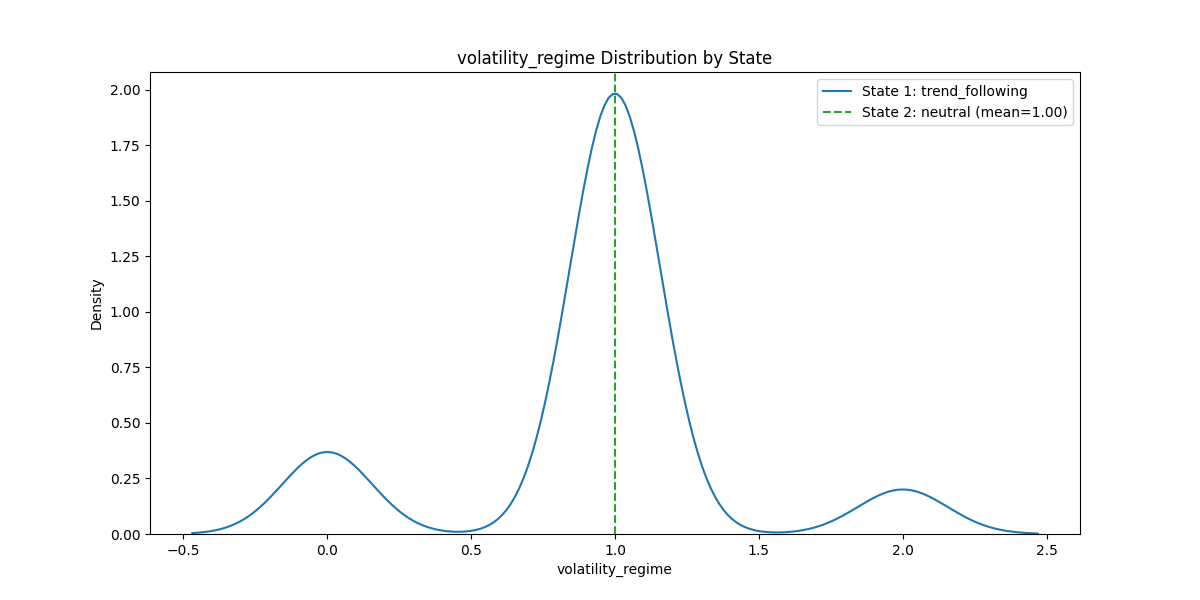 volatility_regime Distribution by State
State 1: trend_following
State 2: neutral (mean=1.00)
2.00
1.75
1.50
1.25
1.00
0.75
0.50
0.25
0.00
Density
−0.5 0.0 0.5 1.0 1.5 2.0 2.5
volatility_regime